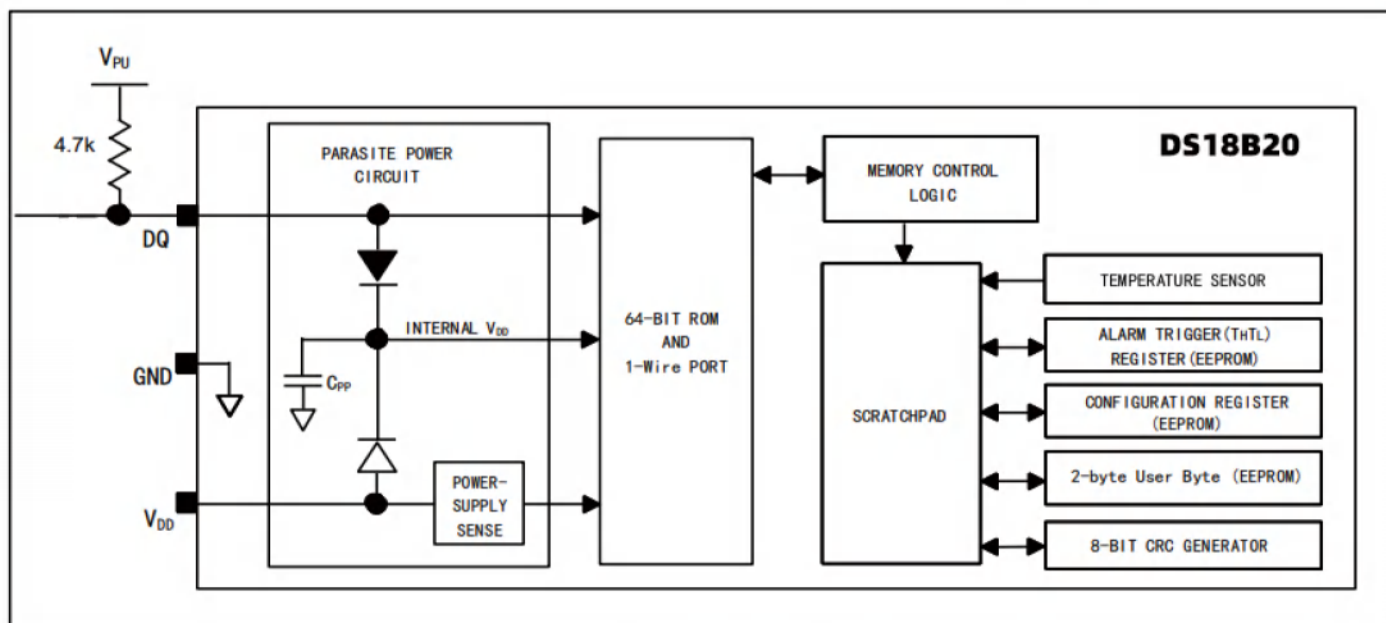 VPU
4.7k
DQ
GND
VDD
PARASITE POWER
CIRCUIT
INTERNAL VDD
CPP
POWER-
SUPPLY
SENSE
64-BIT ROM
AND
1-Wire PORT
MEMORY CONTROL
LOGIC
SCRATCHPAD
DS18B20
TEMPERATURE SENSOR
ALARM TRIGGER(THTL)
REGISTER(EEPROM)
CONFIGURATION REGISTER
(EEPROM)
2-byte User Byte (EEPROM)
8-BIT CRC GENERATOR